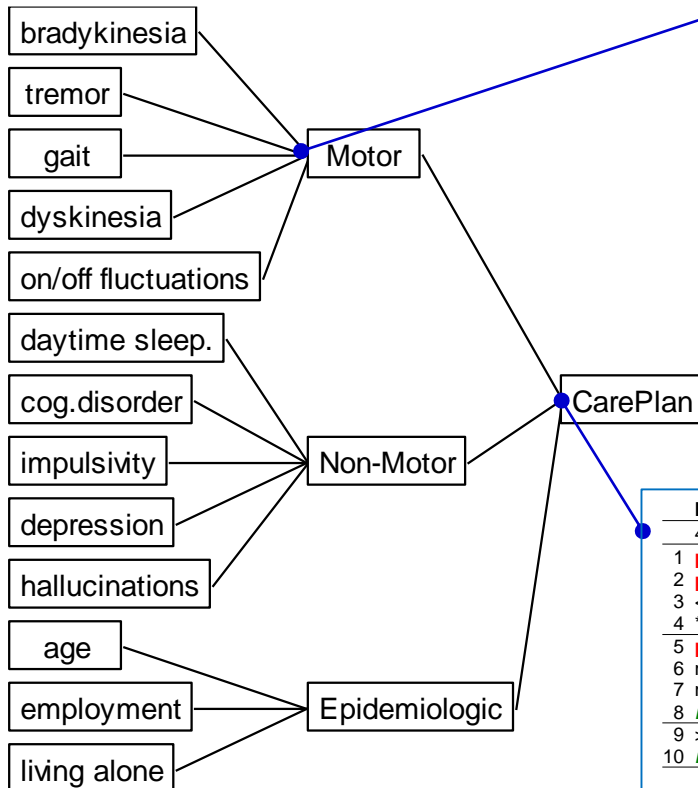 bradykinesia
tremor
gait
dyskinesia
on/off fluctuations
daytime sleep.
cog.disorder
impulsivity
depression
hallucinations
age
employment
living alone
Motor
Non-Motor
Epidemiologic
CarePlan
1
2
3 <
4
5
6
7
8
9 >
10